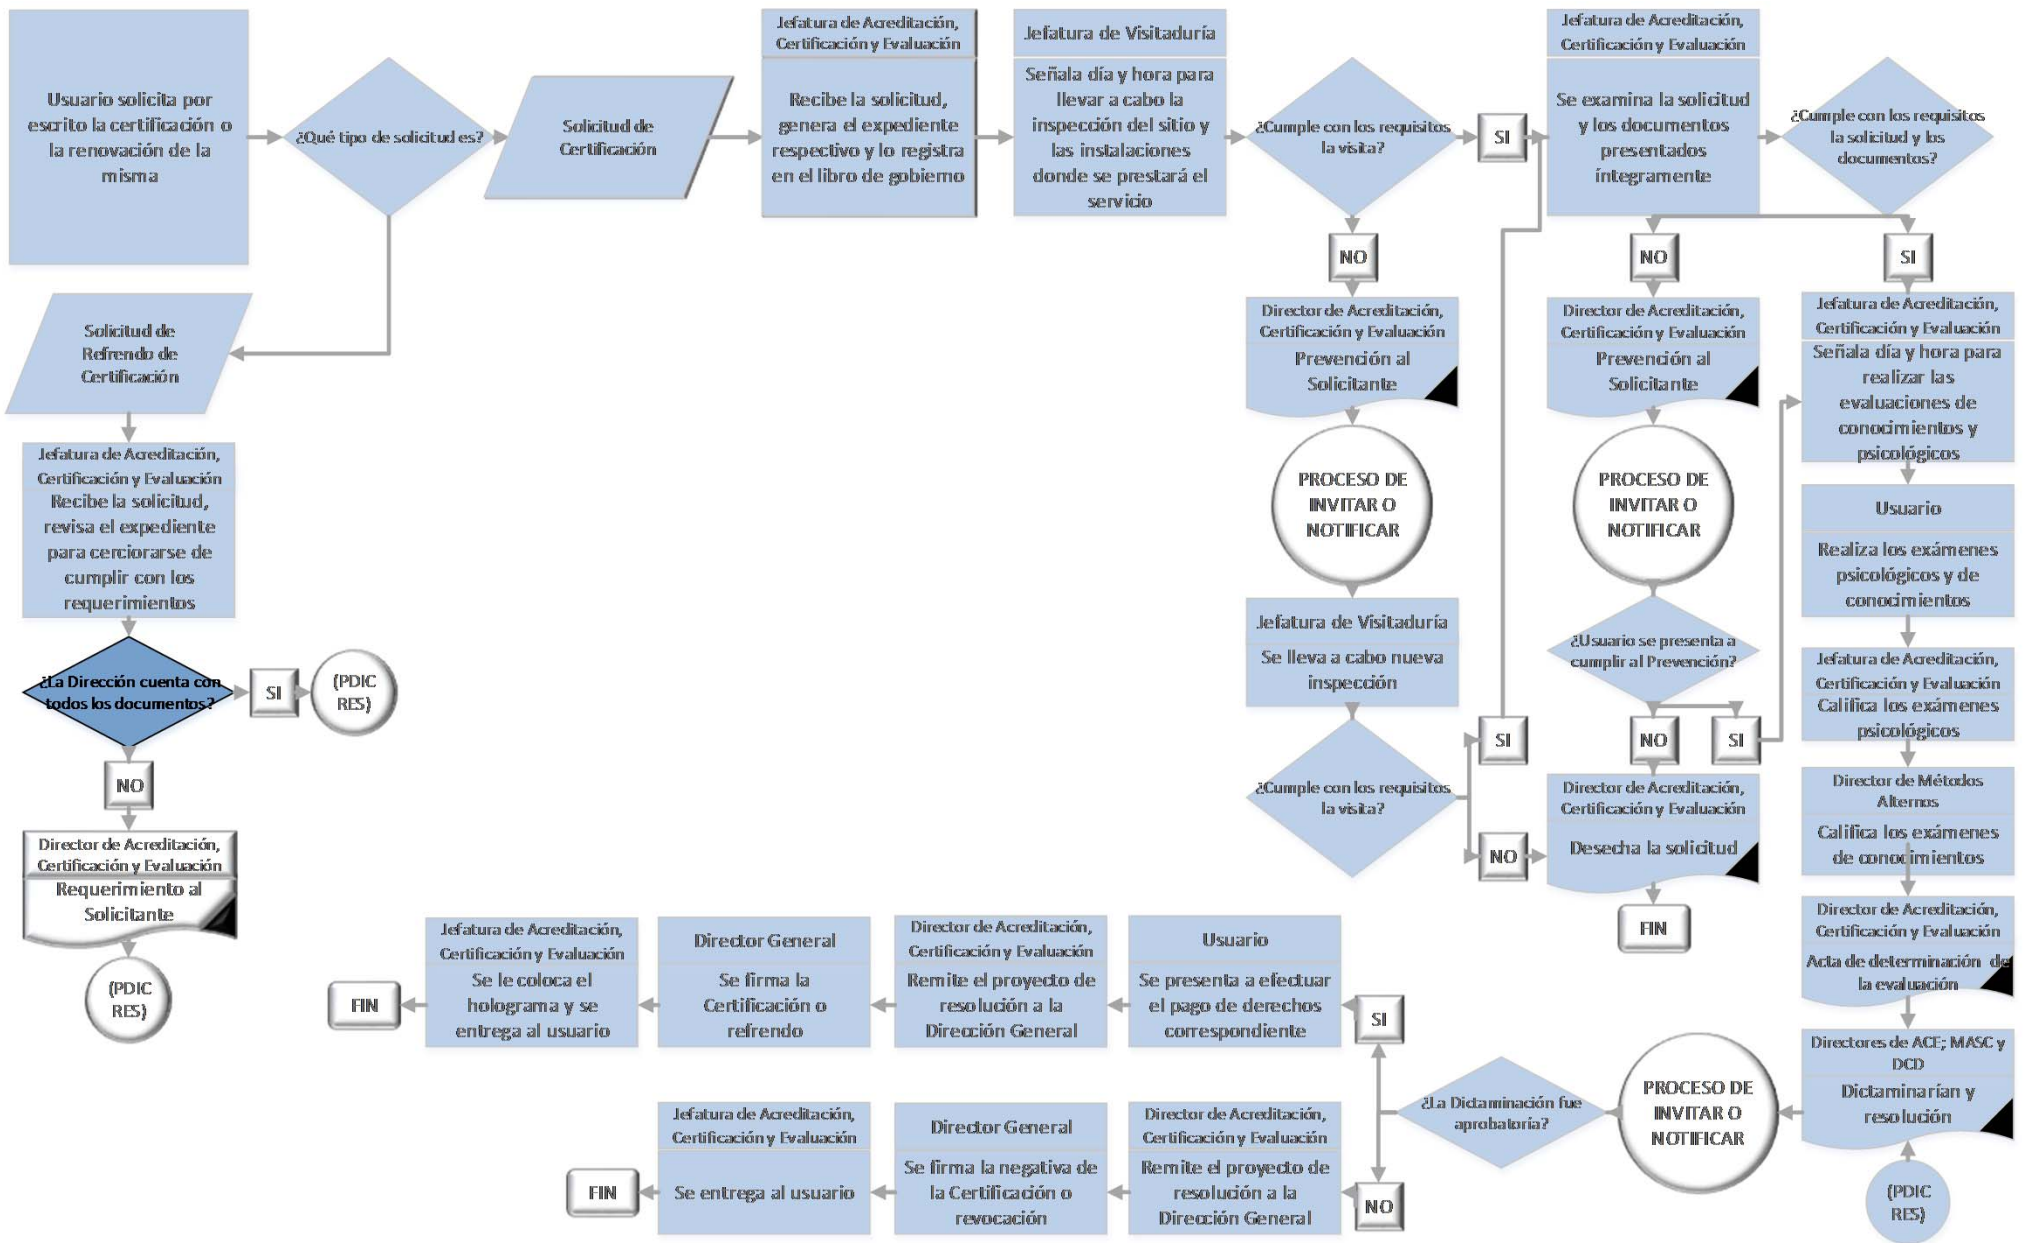 Usuario solicita por
escrito la certificación o
la renovación de la
misma
¿Qué tipo de solicitud es?
Solicitud de
Certificación
Jefatura de Acreditación,
Certificación y Evaluación
Recibe la solicitud,
genera el expediente
respectivo y lo registra
en el libro de gobierno
Jefatura de Visitaduría
Señala día y hora para
llevar a cabo la
inspección del sitio y
las instalaciones
donde se prestará el
servicio
¿Cumple con los requisitos
la visita?
SI
Jefatura de Acreditación,
Certificación y Evaluación
Se examina la solicitud
y los documentos
presentados
íntegramente
¿Cumple con los requisitos
la solicitud y los
documentos?
NO
NO
SI
Solicitud de
Refrendo de
Certificación
Jefatura de Acreditación,
Certificación y Evaluación
Recibe la solicitud,
revisa el expediente
para cerciorarse de
cumplir con los
requerimientos
¿La Dirección cuenta con
todos los documentos?
SI
(PDIC
RES)
NO
Director de Acreditación,
Certificación y Evaluación
Requerimiento al
Solicitante
(PDIC
RES)
Director de Acreditación,
Certificación y Evaluación
Prevención al
Solicitante
PROCESO DE
INVITAR O
NOTIFICAR
Jefatura de Visitaduría
Se lleva a cabo nueva
inspección
¿Cumple con los requisitos
la visita?
SI
NO
Director de Acreditación,
Certificación y Evaluación
Prevención al
Solicitante
PROCESO DE
INVITAR O
NOTIFICAR
¿Usuario se presenta a
cumplir al Prevención?
NO
SI
Director de Acreditación,
Certificación y Evaluación
Desecha la solicitud
FIN
Jefatura de Acreditación,
Certificación y Evaluación
Señala día y hora para
realizar las
evaluaciones de
conocimientos y
psicológicos
Usuario
Realiza los exámenes
psicológicos y de
conocimientos
Jefatura de Acreditación,
Certificación y Evaluación
Califica los exámenes
psicológicos
Director de Métodos
Alternos
Califica los exámenes
de conocimientos
Director de Acreditación,
Certificación y Evaluación
Acta de determinación de
la evaluación
Directores de ACE; MASC y
DCD
Dictaminarían y
resolución
(PDIC
RES)
PROCESO DE
INVITAR O
NOTIFICAR
¿La Dictaminación fue
aprobatoria?
SI
Usuario
Se presenta a efectuar
el pago de derechos
correspondiente
Director de Acreditación,
Certificación y Evaluación
Remite el proyecto de
resolución a la
Dirección General
Director General
Se firma la
Certificación o
refrendo
Jefatura de Acreditación,
Certificación y Evaluación
Se le coloca el
holograma y se
entrega al usuario
FIN
NO
Director de Acreditación,
Certificación y Evaluación
Remite el proyecto de
resolución a la
Dirección General
Director General
Se firma la negativa de
la Certificación o
revocación
Jefatura de Acreditación,
Certificación y Evaluación
Se entrega al usuario
FIN